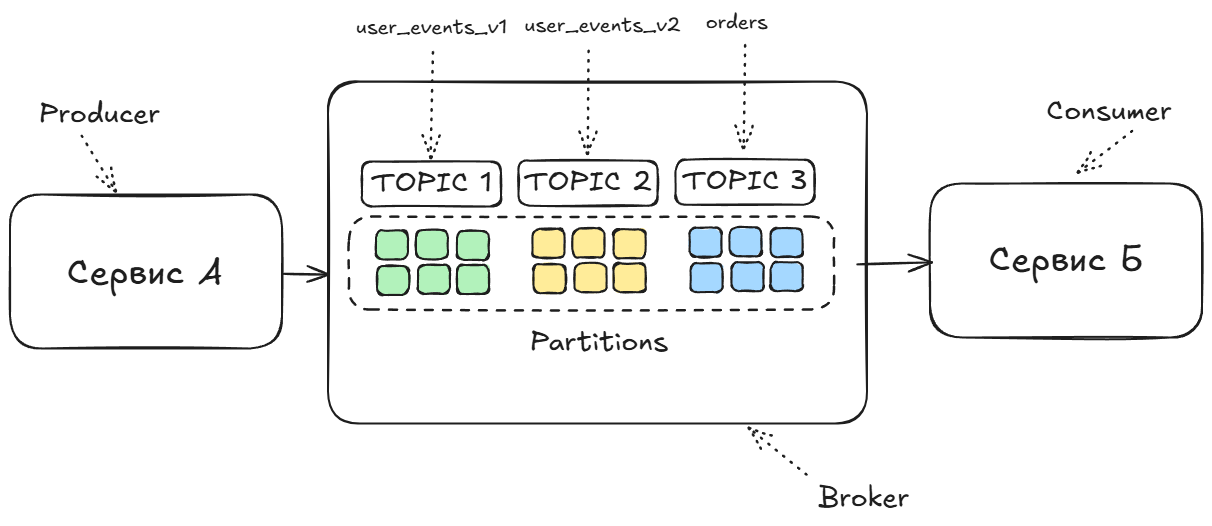 user_events_v1
user_events_v2
orders
Producer
Consumer
TOPIC 1
TOPIC 2
TOPIC 3
Сервис А
Сервис Б
Partitions
Broker